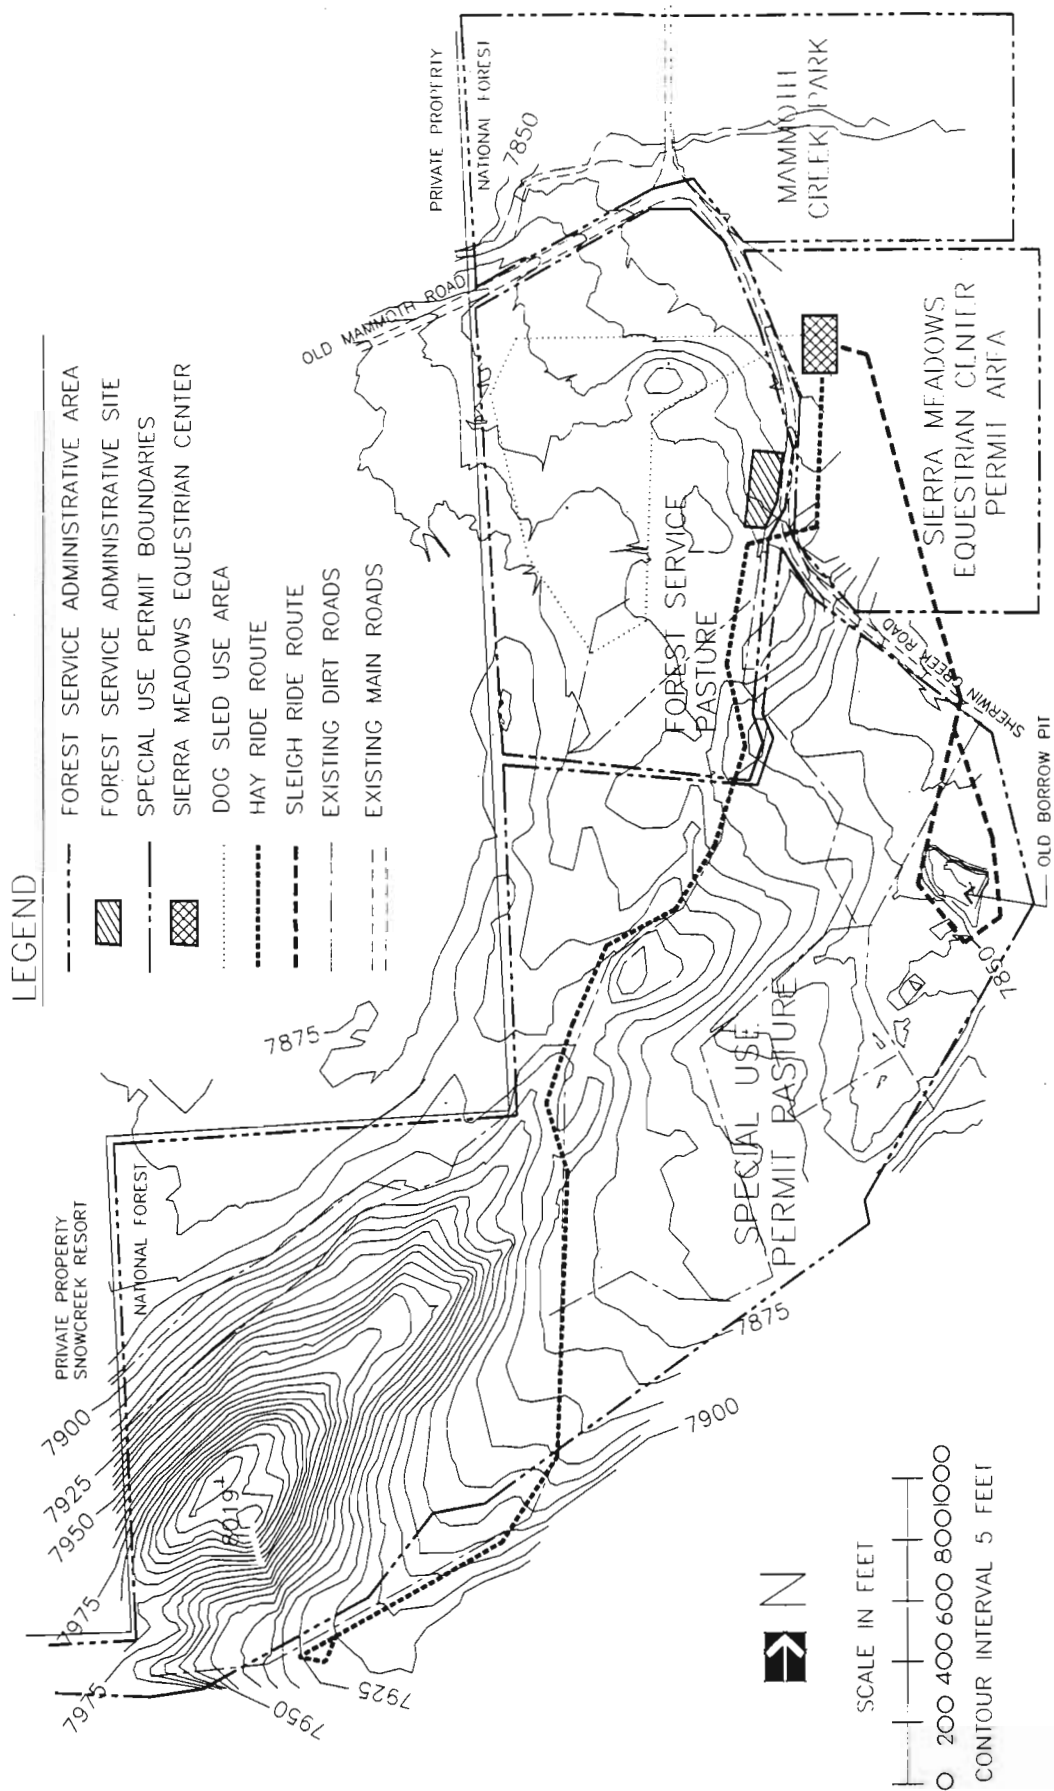 LEGEND
FOREST SERVICE ADMINISTRATIVE AREA
FOREST SERVICE ADMINISTRATIVE SITE
SPECIAL USE PERMIT BOUNDARIES
SIERRA MEADOWS EQUESTRIAN CENTER
DOG SLED USE AREA
HAY RIDE ROUTE
SLEIGH RIDE ROUTE
EXISTING DIRT ROADS
EXISTING MAIN ROADS
PRIVATE PROPERTY
SNOWCREEK RESORT
NATIONAL FOREST
7900
7925
7950
7975
7975
8019
7950
7925
7875
PRIVATE PROPERTY
NATIONAL FOREST
7850
OLD MAMMOTH ROAD
MAMMOTH
CREEK PARK
FOREST SERVICE
PASTURE
SIERRA MEADOWS
EQUESTRIAN CENTER
PERMIT AREA
SHERWIN CREEK ROAD
OLD BORROW PIT
7860
SPECIAL USE
PERMIT PASTURE
7875
7900
N
SCALE IN FEET
0 200 400 600 800 1000
CONTOUR INTERVAL 5 FEET